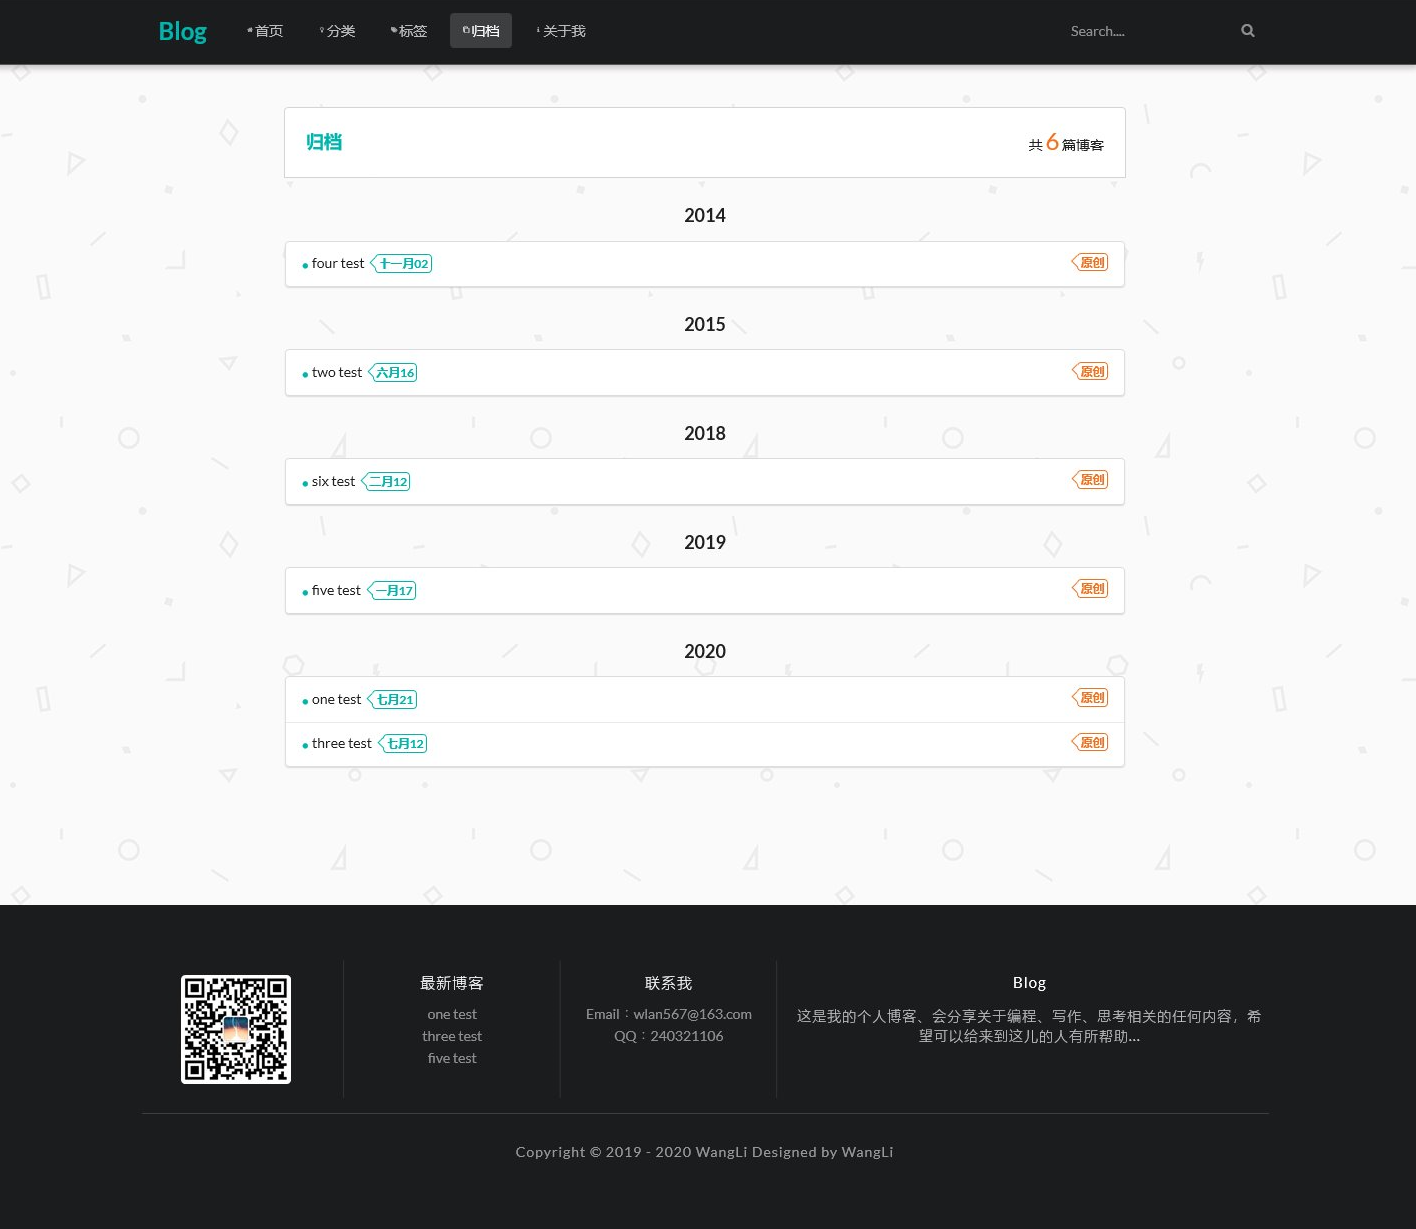 Blog 首页 分类 标签 归档 关于我 Search....
归档 共6篇博客
2014
four test 十一月02 原创
2015
two test 六月16 原创
2018
six test 二月12 原创
2019
five test 一月17 原创
2020
one test 七月21 原创
three test 七月12 原创
最新博客
one test
three test
five test
联系我
Email：wlan567@163.com
QQ：240321106
Blog
这是我的个人博客、会分享关于编程、写作、思考相关的任何内容，希
望可以给来到这儿的人有所帮助...
Copyright © 2019 - 2020 WangLi Designed by WangLi